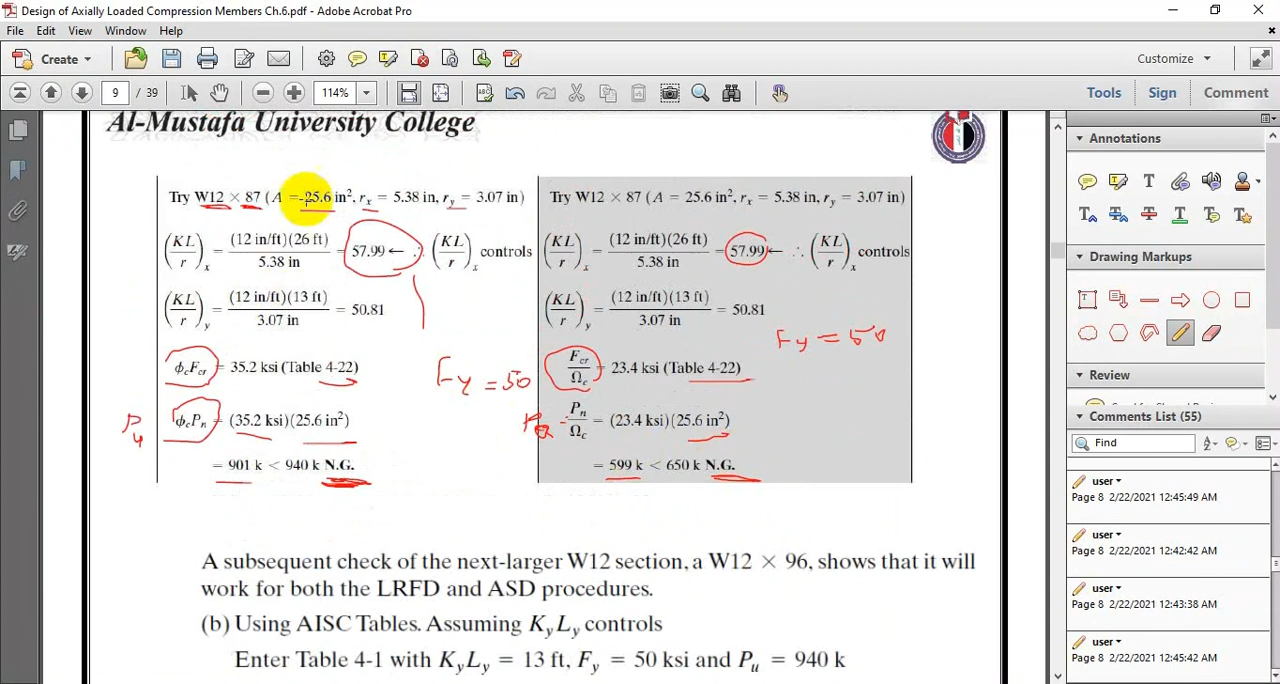 Design of Axially Loaded Compression Members Ch.6.pdf - Adobe Acrobat Pro
File Edit View Window Help
Create Customize
9 / 39 114% Tools Sign Comment
Al-Mustafa University College
Try W12 × 87 (A = 25.6 in², rx = 5.38 in, ry = 3.07 in)
(KL/r)x = (12 in/ft)(26 ft) / 5.38 in = 57.99 ← ∴ (KL/r)x controls
(KL/r)y = (12 in/ft)(13 ft) / 3.07 in = 50.81
ϕcFcr = 35.2 ksi (Table 4-22)
Fy = 50
Pu ϕcPn = (35.2 ksi)(25.6 in²)
= 901 k < 940 k N.G.
Try W12 × 87 (A = 25.6 in², rx = 5.38 in, ry = 3.07 in)
(KL/r)x = (12 in/ft)(26 ft) / 5.38 in = 57.99 ← ∴ (KL/r)x controls
(KL/r)y = (12 in/ft)(13 ft) / 3.07 in = 50.81
Fy = 50
Fcr/Ωc = 23.4 ksi (Table 4-22)
Pn/Ωc = (23.4 ksi)(25.6 in²)
= 599 k < 650 k N.G.
A subsequent check of the next-larger W12 section, a W12 × 96, shows that it will
work for both the LRFD and ASD procedures.
(b) Using AISC Tables. Assuming KyLy controls
Enter Table 4-1 with KyLy = 13 ft, Fy = 50 ksi and Pu = 940 k
Annotations
Drawing Markups
Review
Comments List (55)
Find
user
Page 8 2/22/2021 12:45:49 AM
user
Page 8 2/22/2021 12:42:42 AM
user
Page 8 2/22/2021 12:43:38 AM
user
Page 8 2/22/2021 12:45:42 AM